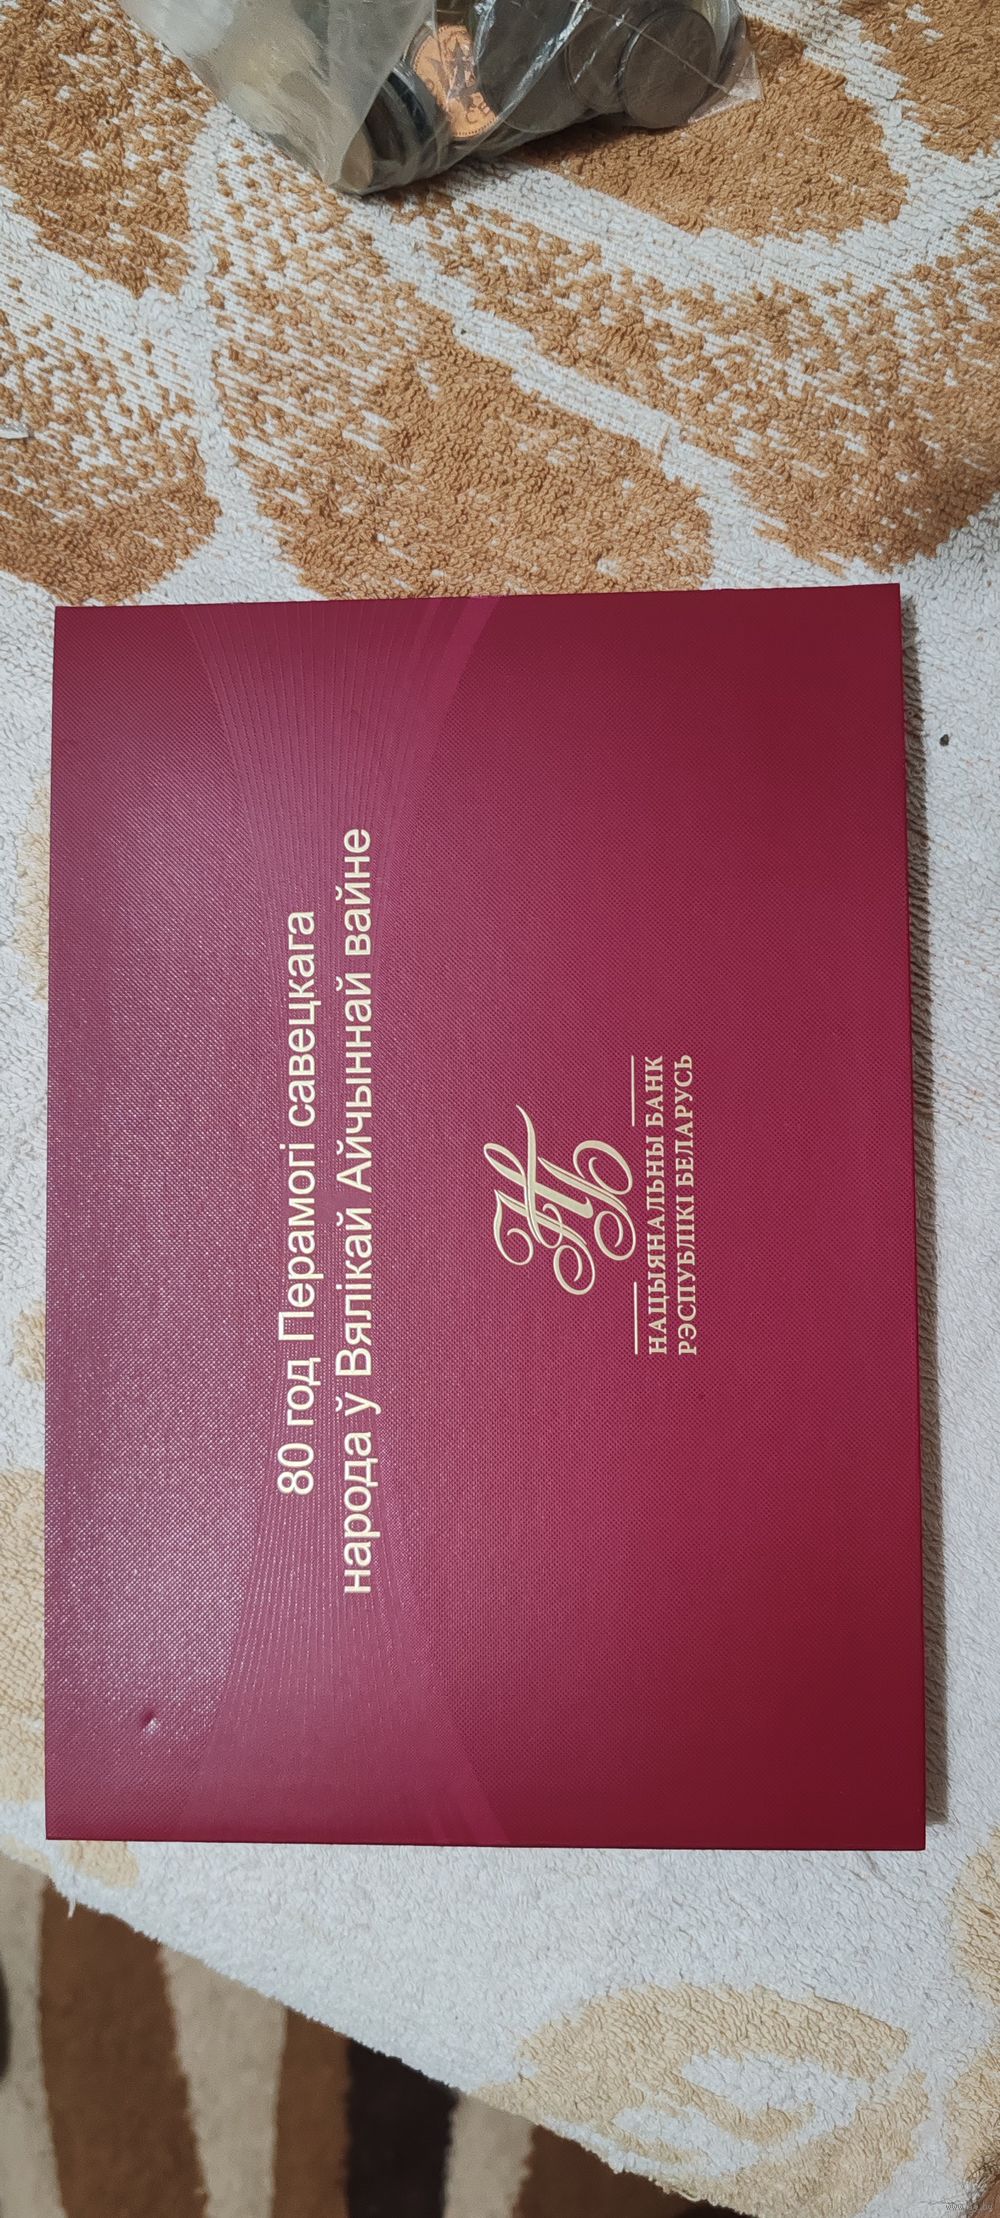 80 год Перамогі савецкага
народа ў Вялікай Айчыннай вайне
НАЦЫЯНАЛЬНЫ БАНК
РЭСПУБЛІКІ БЕЛАРУСЬ